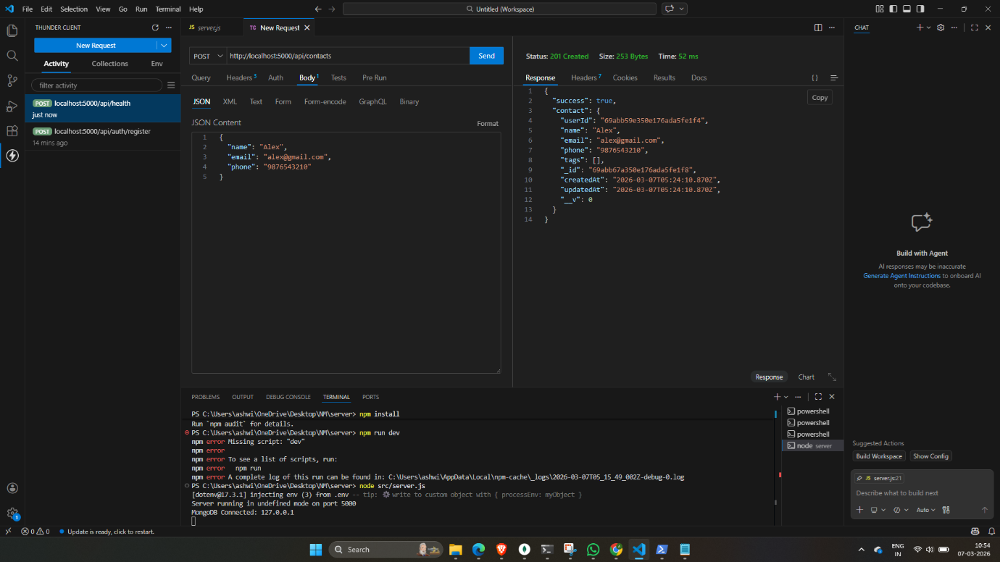 File Edit Selection View Go Run Terminal Help
Untitled (Workspace)
THUNDER CLIENT
New Request
Activity Collections Env
filter activity
POST localhost:5000/api/health
just now
POST localhost:5000/api/auth/register
14 mins ago
JS server.js
TC New Request
POST http://localhost:5000/api/contacts Send
Query Headers 3 Auth Body 1 Tests Pre Run
JSON XML Text Form Form-encode GraphQL Binary
JSON Content Format
1 {
2 "name": "Alex",
3 "email": "alex@gmail.com",
4 "phone": "9876543210"
5 }
Status: 201 Created Size: 253 Bytes Time: 52 ms
Response Headers 7 Cookies Results Docs {}
Copy
1 {
2 "success": true,
3 "contact": {
4 "userId": "69abb59e350e176ada5fe1f4",
5 "name": "Alex",
6 "email": "alex@gmail.com",
7 "phone": "9876543210",
8 "tags": [],
9 "_id": "69abb67a350e176ada5fe1f8",
10 "createdAt": "2026-03-07T05:24:10.870Z",
11 "updatedAt": "2026-03-07T05:24:10.870Z",
12 "__v": 0
13 }
14 }
Response Chart
PROBLEMS OUTPUT DEBUG CONSOLE TERMINAL PORTS
PS C:\Users\ashwi\OneDrive\Desktop\NM\server> npm install
Run `npm audit` for details.
PS C:\Users\ashwi\OneDrive\Desktop\NM\server> npm run dev
npm error Missing script: "dev"
npm error
npm error To see a list of scripts, run:
npm error   npm run
npm error A complete log of this run can be found in: C:\Users\ashwi\AppData\Local\npm-cache\_logs\2026-03-07T05_15_49_002Z-debug-0.log
PS C:\Users\ashwi\OneDrive\Desktop\NM\server> node src/server.js
[dotenv@17.3.1] injecting env (3) from .env -- tip: ⚙️ write to custom object with { processEnv: myObject }
Server running in undefined mode on port 5000
MongoDB Connected: 127.0.0.1
powershell
powershell
powershell
node server
CHAT
Build with Agent
AI responses may be inaccurate
Generate Agent Instructions to onboard AI
onto your codebase.
Suggested Actions
Build Workspace Show Config
JS server.js:21
Describe what to build next
Auto
1
0 0 Update is ready, click to restart.
Search
ENG
IN
10:54
07-03-2026